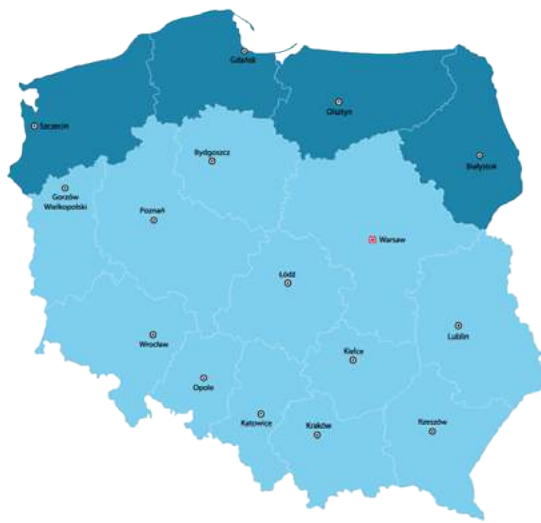 Gdańsk
Olsztyn
Szczecin
Bydgoszcz
Białystok
Gorzów
Wielkopolski
Poznań
Warsaw
Łódź
Lublin
Wrocław
Kielce
Opole
Katowice
Kraków
Rzeszów